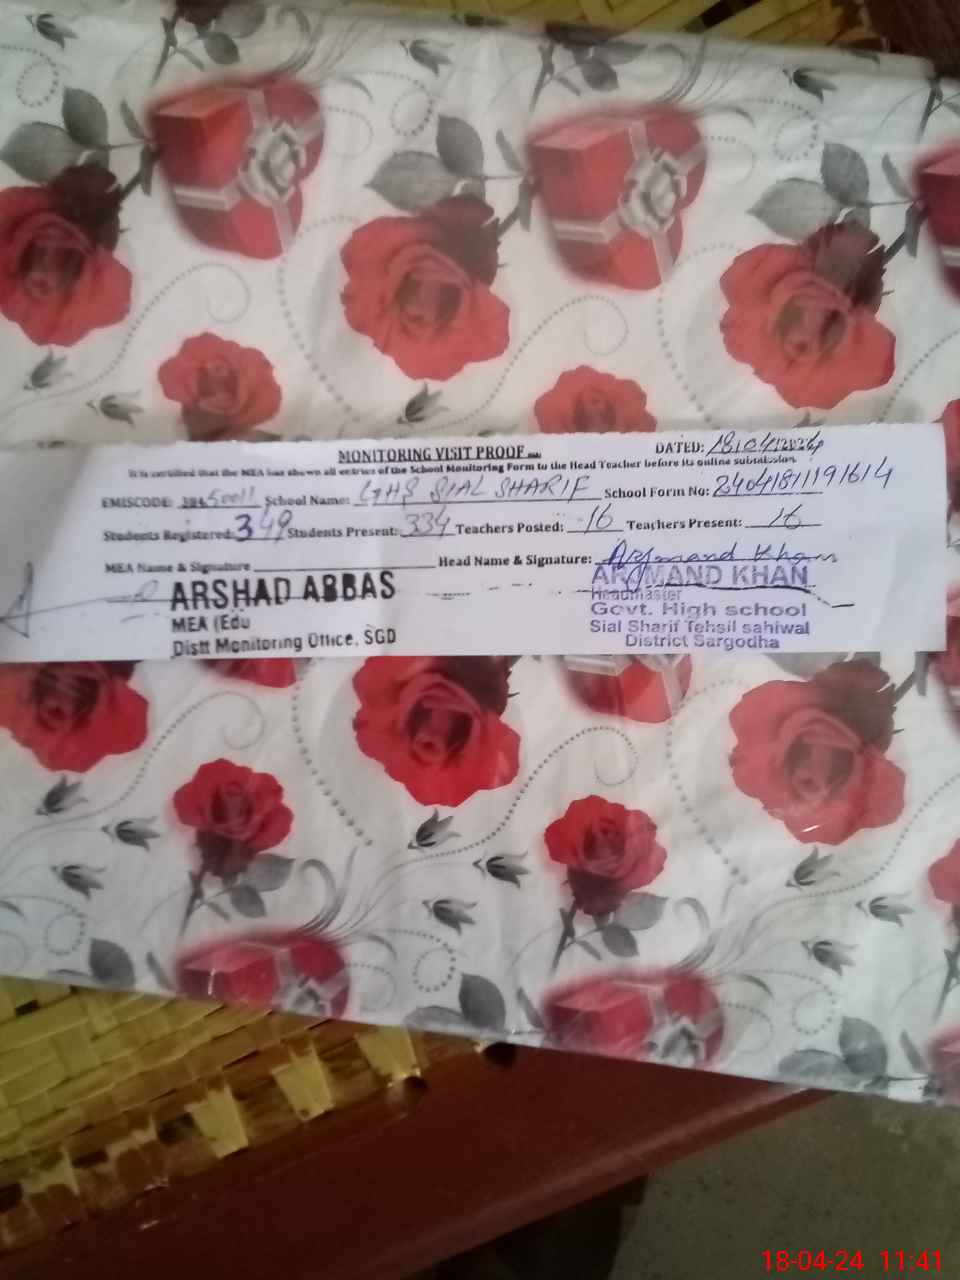 MONITORING VISIT PROOF
DATED: 18/04/2024
It is certified that the MEA has shown all entries of the School Monitoring Form to the Head Teacher before its online submission.
EMISCODE: 38450011 School Name: GHS SIAL SHARIF School Form No: 24041811191614
Students Registered: 349 Students Present: 334 Teachers Posted: 16 Teachers Present: 16
MEA Name & Signature Head Name & Signature: Armand Khan
ARSHAD ABBAS
MEA (Edu
Distt Monitoring Office, SGD
ARMAND KHAN
Headmaster
Govt. High school
Sial Sharif Tehsil sahiwal
District Sargodha
18-04-24 11:41